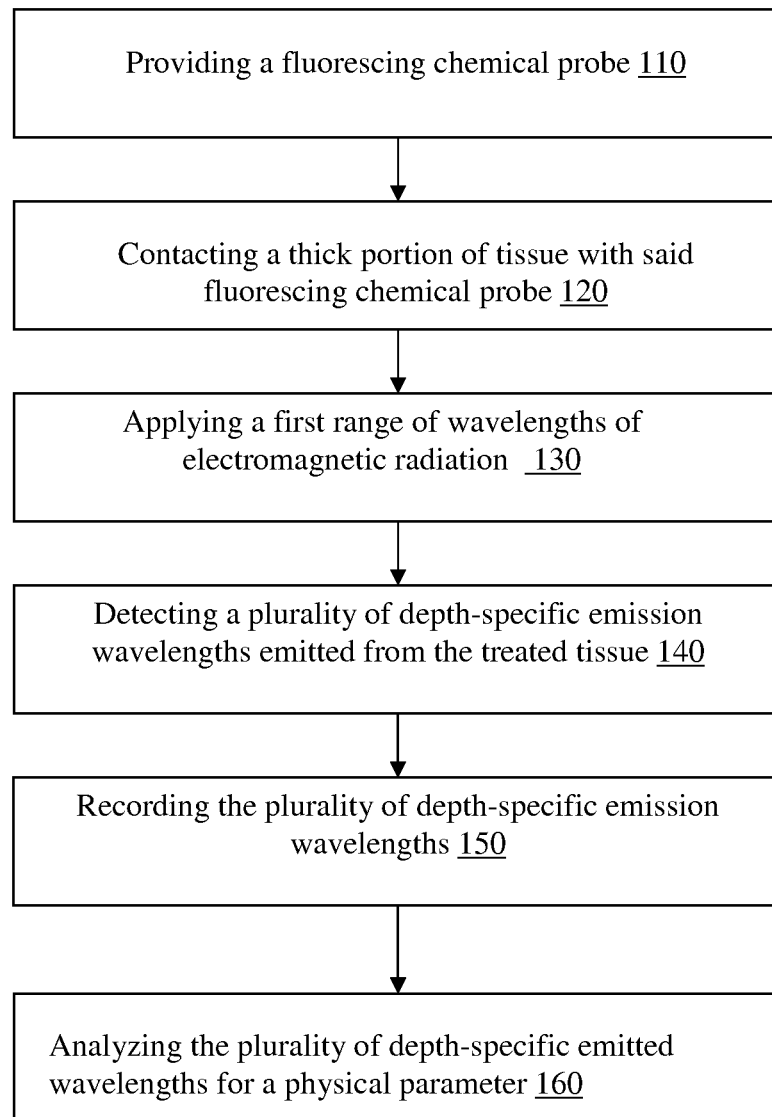 Providing a fluorescing chemical probe 110
Contacting a thick portion of tissue with said
fluorescing chemical probe 120
Applying a first range of wavelengths of
electromagnetic radiation 130
Detecting a plurality of depth-specific emission
wavelengths emitted from the treated tissue 140
Recording the plurality of depth-specific emission
wavelengths 150
Analyzing the plurality of depth-specific emitted
wavelengths for a physical parameter 160